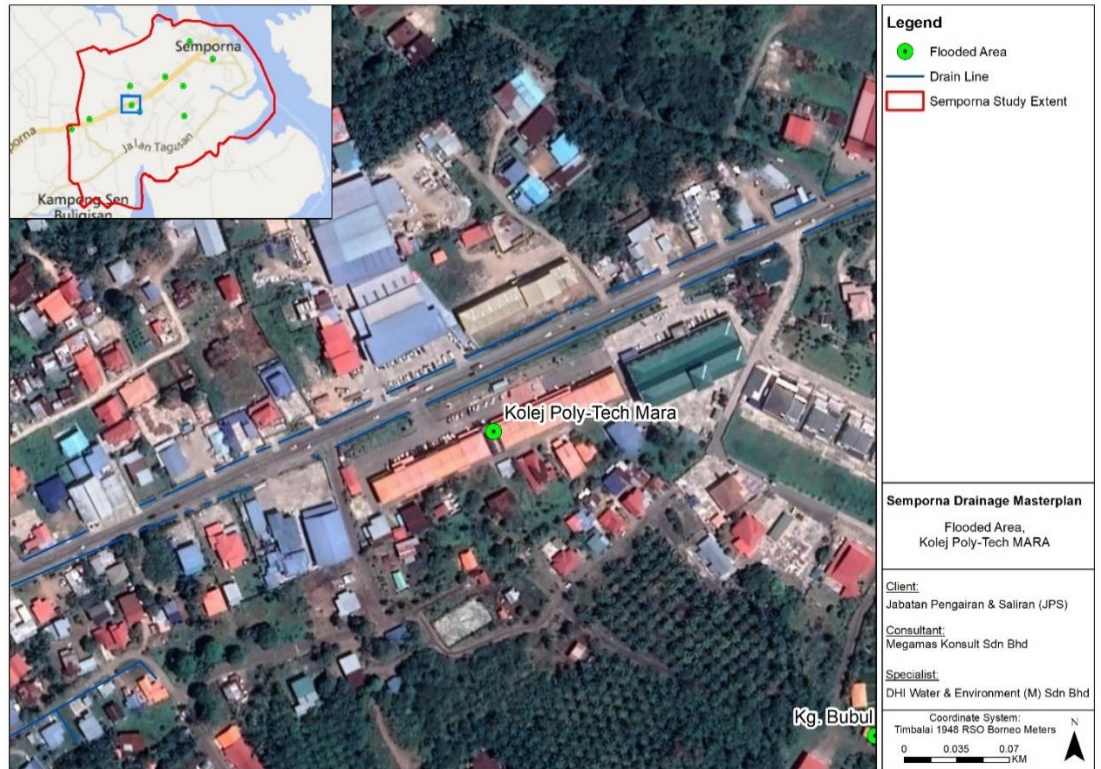 Semporna
Jalan Tagasan
Kampong Sen
Buligisan
Kolej Poly-Tech Mara
Kg. Bubul
Legend
Flooded Area
Drain Line
Semporna Study Extent
Semporna Drainage Masterplan
Flooded Area,
Kolej Poly-Tech MARA
Client:
Jabatan Pengairan & Saliran (JPS)
Consultant:
Megamas Konsult Sdn Bhd
Specialist:
DHI Water & Environment (M) Sdn Bhd
Coordinate System:
Timbalai 1948 RSO Borneo Meters
N
0 0.035 0.07
KM